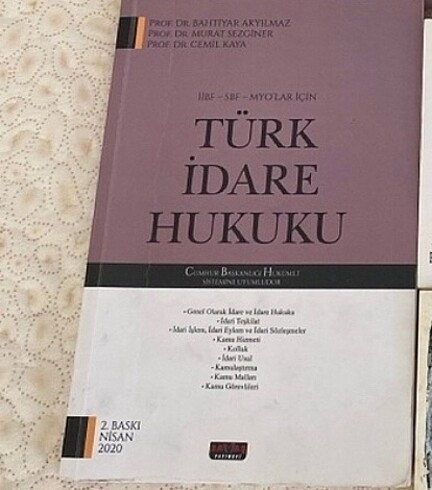 PROF. DR. BAHTİYAR AKYILMAZ
PROF. DR. MURAT SEZGİNER
PROF. DR. CEMİL KAYA
İİBF – SBF – MYO'LAR İÇİN
TÜRK
İDARE
HUKUKU
CUMHUR BAŞKANLIĞI HÜKÜMET
SİSTEMİNE UYUMLUDUR
• Genel Olarak İdare ve İdare Hukuku
• İdari Teşkilat
• İdari İşlem, İdari Eylem ve İdari Sözleşmeler
• Kamu Hizmeti
• Kolluk
• İdari Usul
• Kamulaştırma
• Kamu Malları
• Kamu Görevlileri
2. BASKI
NİSAN
2020
YAYINEVİ